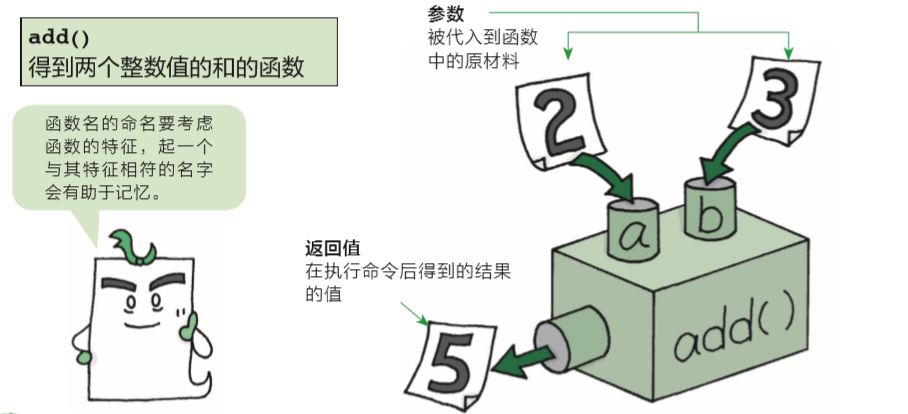 add()
得到两个整数值的和的函数
函数名的命名要考虑
函数的特征，起一个
与其特征相符的名字
会有助于记忆。
参数
被代入到函数
中的原材料
2
3
a
b
add()
返回值
在执行命令后得到的结果
的值
5